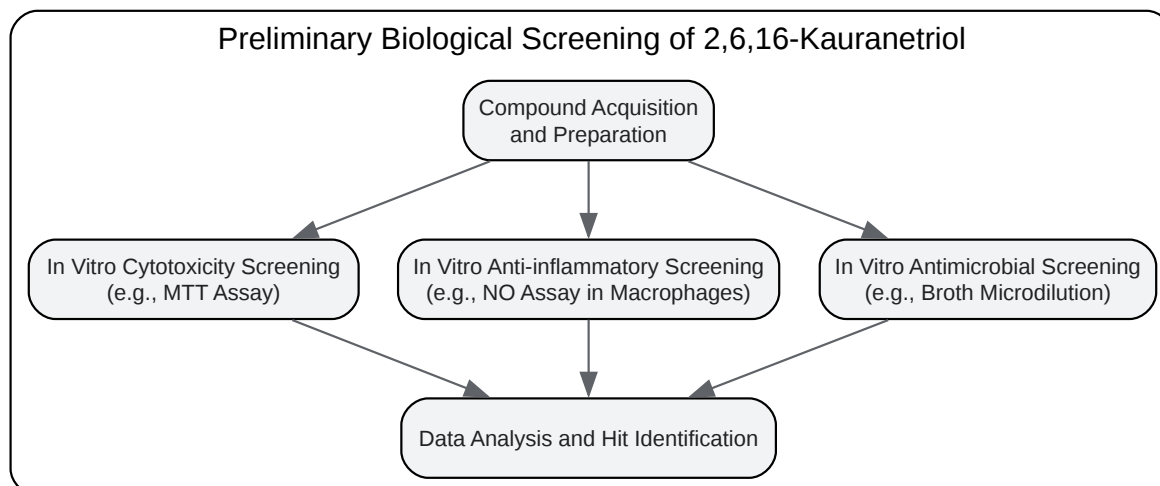 Preliminary Biological Screening of 2,6,16-Kauranetriol
Compound Acquisition
and Preparation
In Vitro Cytotoxicity Screening
(e.g., MTT Assay)
In Vitro Anti-inflammatory Screening
(e.g., NO Assay in Macrophages)
In Vitro Antimicrobial Screening
(e.g., Broth Microdilution)
Data Analysis and Hit Identification